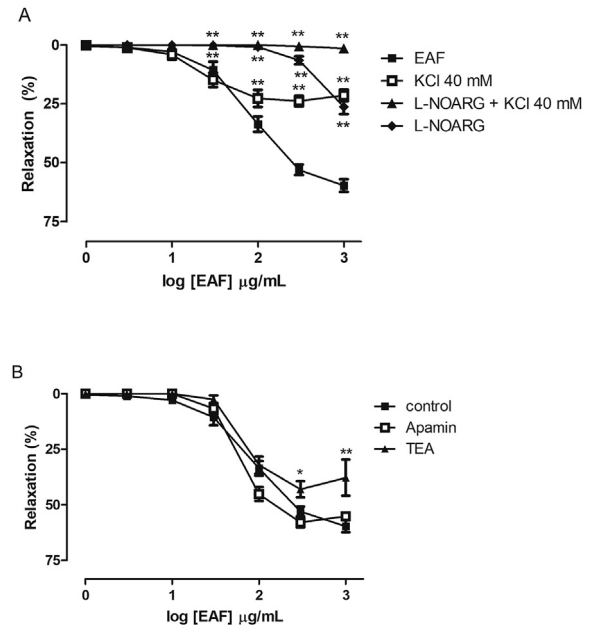 A
** ** ** **
0
**
** ** ** **
**
25
**
50
75
Relaxation (%)
0 1 2 3
log [EAF] µg/mL
EAF
KCl 40 mM
L-NOARG + KCl 40 mM
L-NOARG
B
0
25
50
75
Relaxation (%)
* **
0 1 2 3
log [EAF] µg/mL
control
Apamin
TEA